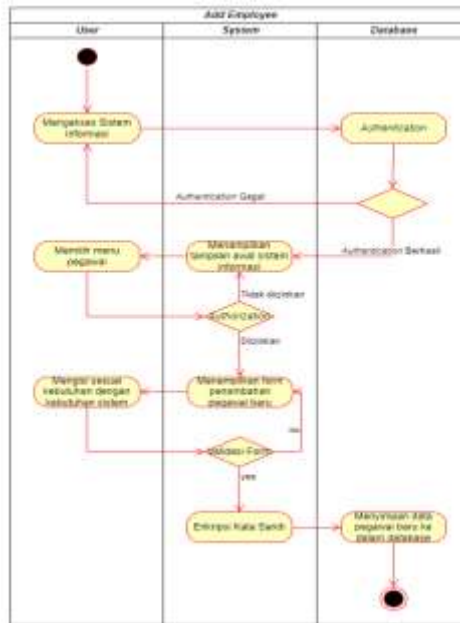 Add Employee
User
System
Database
Mengakses Sistem
Informasi
Authentication
Authentication Gagal
Authentication Berhasil
Memilih menu
pegawai
Menampilkan
tampilan awal sistem
informasi
Tidak diizinkan
Authorization
Diizinkan
Mengisi sesuai
kebutuhan dengan
kebutuhan sistem
Menampilkan form
penambahan
pegawai baru
no
Validasi Form
yes
Enkripsi Kata Sandi
Menyimpan data
pegawai baru ke
dalam database